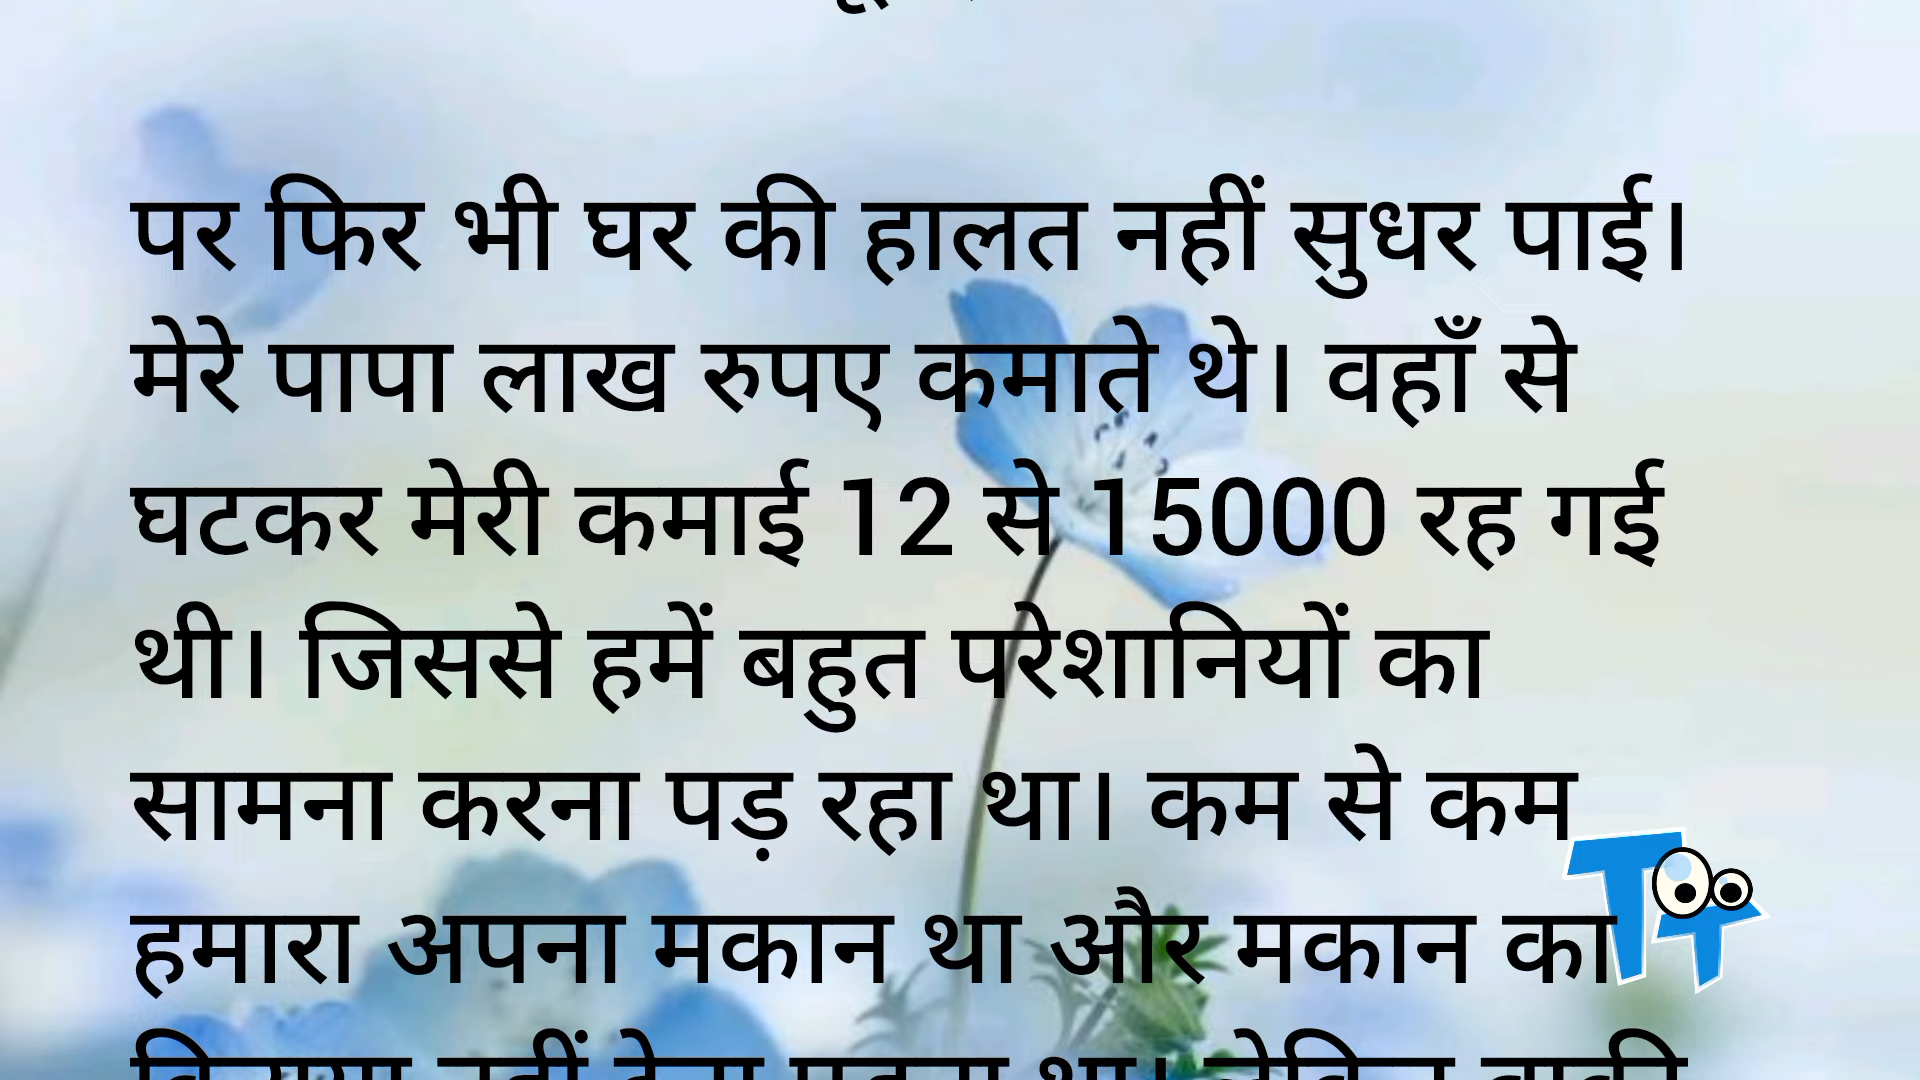 पर फिर भी घर की हालत नहीं सुधर पाई।
मेरे पापा लाख रुपए कमाते थे। वहाँ से
घटकर मेरी कमाई 12 से 15000 रह गई
थी। जिससे हमें बहुत परेशानियों का
सामना करना पड़ रहा था। कम से कम
हमारा अपना मकान था और मकान का